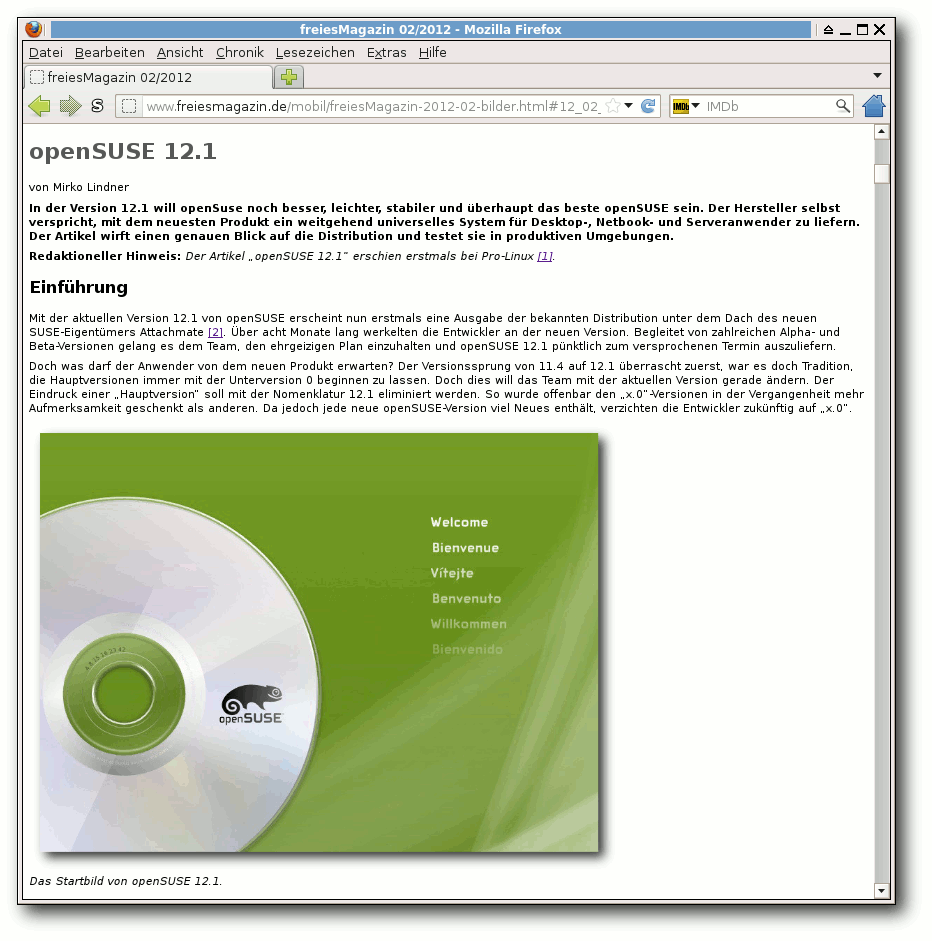 freiesMagazin 02/2012 - Mozilla Firefox
Datei Bearbeiten Ansicht Chronik Lesezeichen Extras Hilfe
freiesMagazin 02/2012
S www.freiesmagazin.de/mobil/freiesMagazin-2012-02-bilder.html#12_02_ IMDb IMDb
openSUSE 12.1
von Mirko Lindner
In der Version 12.1 will openSuse noch besser, leichter, stabiler und überhaupt das beste openSUSE sein. Der Hersteller selbst
verspricht, mit dem neuesten Produkt ein weitgehend universelles System für Desktop-, Netbook- und Serveranwender zu liefern.
Der Artikel wirft einen genauen Blick auf die Distribution und testet sie in produktiven Umgebungen.
Redaktioneller Hinweis: Der Artikel „openSUSE 12.1“ erschien erstmals bei Pro-Linux [1].
Einführung
Mit der aktuellen Version 12.1 von openSUSE erscheint nun erstmals eine Ausgabe der bekannten Distribution unter dem Dach des neuen
SUSE-Eigentümers Attachmate [2]. Über acht Monate lang werkelten die Entwickler an der neuen Version. Begleitet von zahlreichen Alpha- und
Beta-Versionen gelang es dem Team, den ehrgeizigen Plan einzuhalten und openSUSE 12.1 pünktlich zum versprochenen Termin auszuliefern.
Doch was darf der Anwender von dem neuen Produkt erwarten? Der Versionssprung von 11.4 auf 12.1 überrascht zuerst, war es doch Tradition,
die Hauptversionen immer mit der Unterversion 0 beginnen zu lassen. Doch dies will das Team mit der aktuellen Version gerade ändern. Der
Eindruck einer „Hauptversion“ soll mit der Nomenklatur 12.1 eliminiert werden. So wurde offenbar den „x.0“-Versionen in der Vergangenheit mehr
Aufmerksamkeit geschenkt als anderen. Da jedoch jede neue openSUSE-Version viel Neues enthält, verzichten die Entwickler zukünftig auf „x.0“.
Welcome
Bienvenue
Vítejte
Benvenuto
Willkommen
Bienvenido
4 8 15 16 23 42
openSUSE
Das Startbild von openSUSE 12.1.